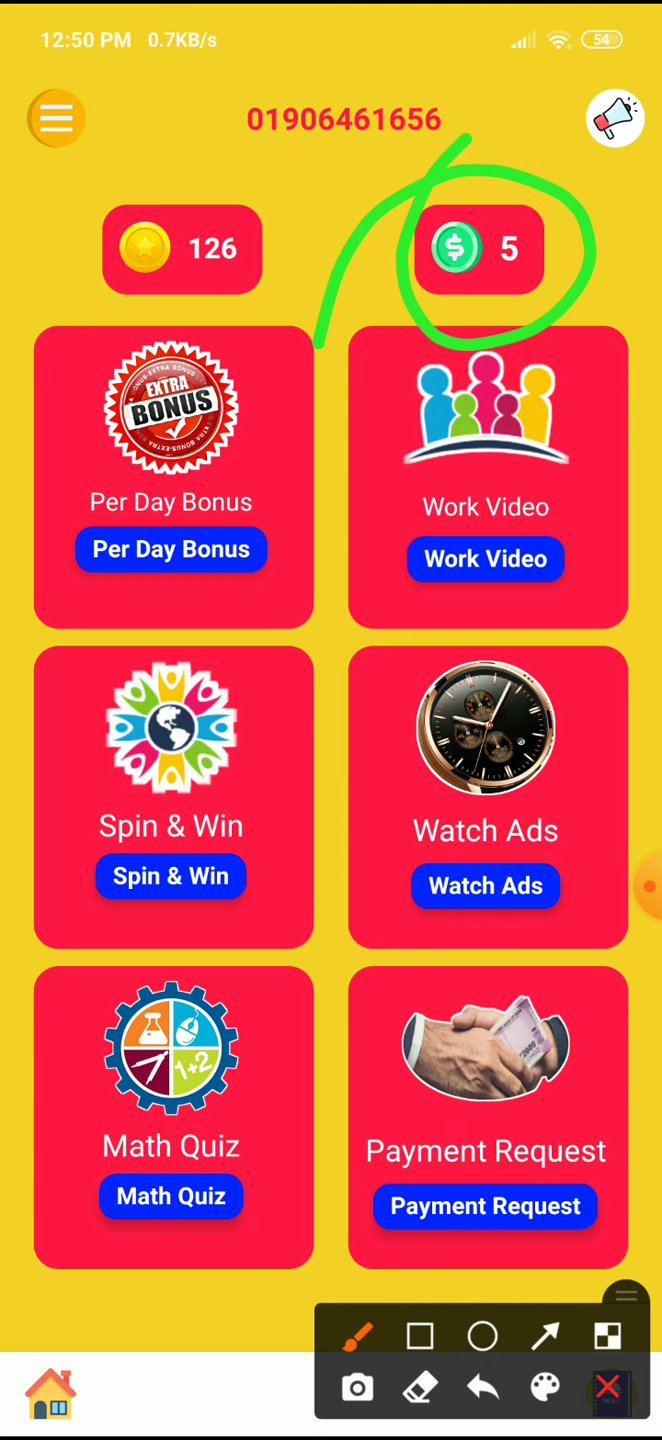 12:50 PM 0.7KB/s 54
01906461656
126
5
EXTRA
BONUS
Per Day Bonus
Per Day Bonus
Work Video
Work Video
Spin & Win
Spin & Win
Watch Ads
Watch Ads
1+2
Math Quiz
Math Quiz
2000
Payment Request
Payment Request